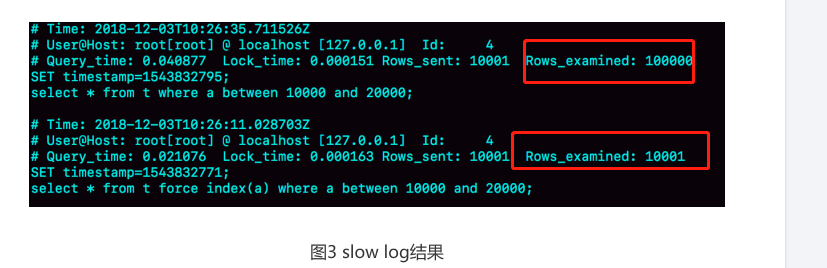 # Time: 2018-12-03T10:26:35.711526Z
# User@Host: root[root] @ localhost [127.0.0.1]  Id:     4
# Query_time: 0.040877  Lock_time: 0.000151 Rows_sent: 10001  Rows_examined: 100000
SET timestamp=1543832795;
select * from t where a between 10000 and 20000;
# Time: 2018-12-03T10:26:11.028703Z
# User@Host: root[root] @ localhost [127.0.0.1]  Id:     4
# Query_time: 0.021076  Lock_time: 0.000163 Rows_sent: 10001  Rows_examined: 10001
SET timestamp=1543832771;
select * from t force index(a) where a between 10000 and 20000;
图3 slow log结果